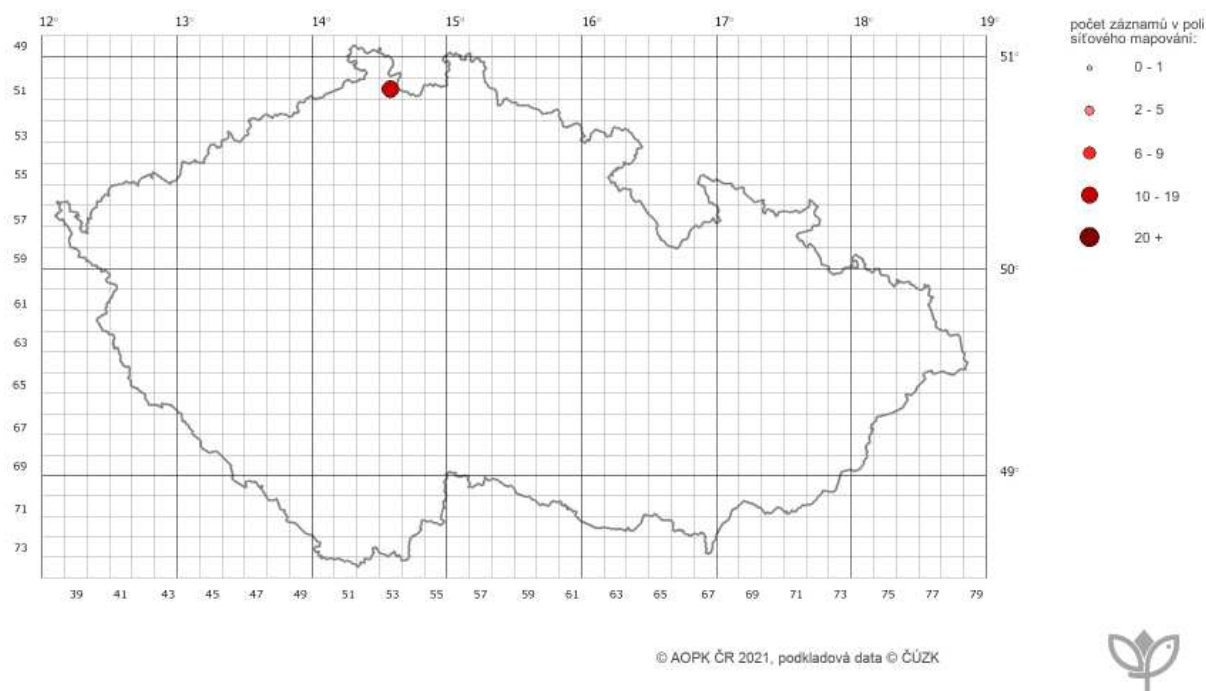 12° 13° 14° 15° 16° 17° 18° 19°
počet záznamů v poli
síťového mapování:
49
51°
0 - 1
51
2 - 5
53
6 - 9
55
10 - 19
57
20 +
59
50°
61
63
65
67
69
49°
71
73
39 41 43 45 47 49 51 53 55 57 59 61 63 65 67 69 71 73 75 77 79
© AOPK ČR 2021, podkladová data © ČÚZK